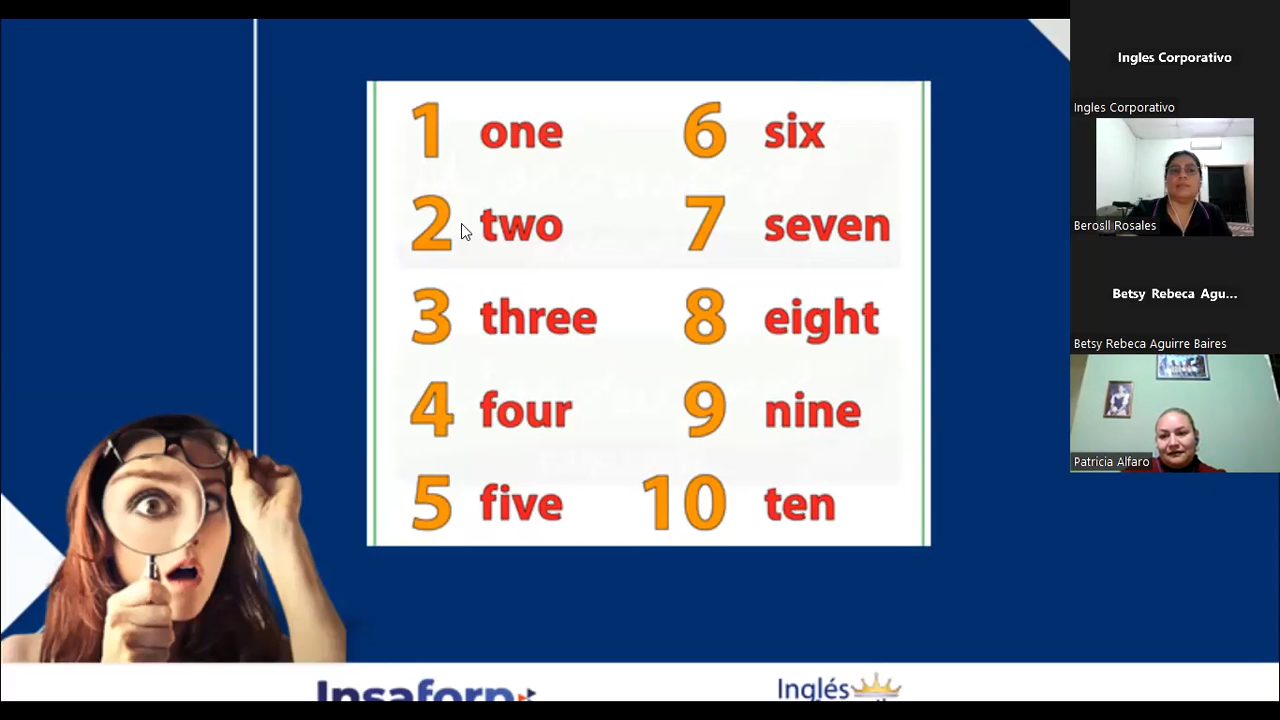 1 one 6 six
2 two 7 seven
3 three 8 eight
4 four 9 nine
5 five 10 ten
Insaforp
Inglés
Ingles Corporativo
Ingles Corporativo
Berosll Rosales
Betsy Rebeca Agu...
Betsy Rebeca Aguirre Baires
Patricia Alfaro